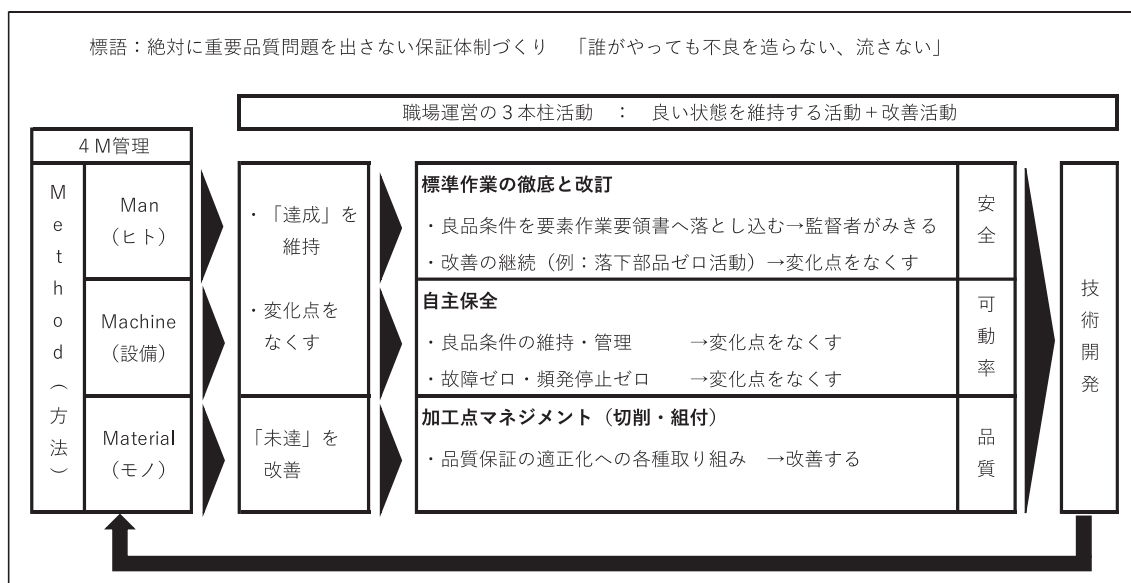 標語：絶対に重要品質問題を出さない保証体制づくり　「誰がやっても不良を造らない、流さない」
職場運営の３本柱活動　：　良い状態を維持する活動＋改善活動
４Ｍ管理
Method（方法）
Man
（ヒト）
Machine
（設備）
Material
（モノ）
・「達成」を
維持
・変化点を
なくす
「未達」を
改善
標準作業の徹底と改訂
・良品条件を要素作業要領書へ落とし込む→監督者がみきる
・改善の継続（例：落下部品ゼロ活動）→変化点をなくす
安全
自主保全
・良品条件の維持・管理　→変化点をなくす
・故障ゼロ・頻発停止ゼロ　→変化点をなくす
可動率
加工点マネジメント（切削・組付）
・品質保証の適正化への各種取り組み　→改善する
品質
技術開発